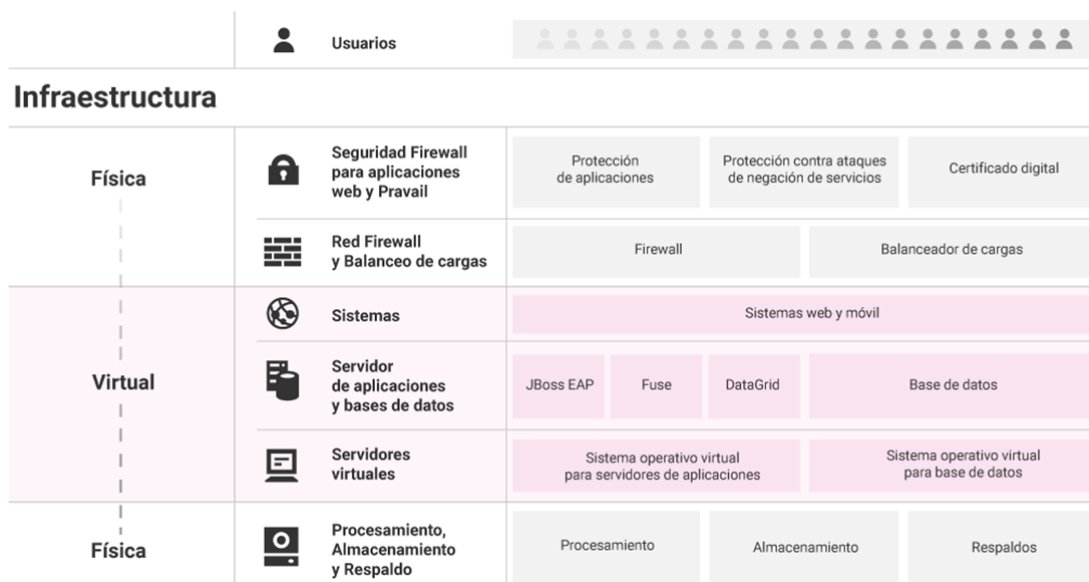 Usuarios
Infraestructura
Física
Seguridad Firewall
para aplicaciones
web y Pravail
Protección
de aplicaciones
Protección contra ataques
de negación de servicios
Certificado digital
Red Firewall
y Balanceo de cargas
Firewall
Balanceador de cargas
Virtual
Sistemas
Sistemas web y móvil
Servidor
de aplicaciones
y bases de datos
JBoss EAP
Fuse
DataGrid
Base de datos
Servidores
virtuales
Sistema operativo virtual
para servidores de aplicaciones
Sistema operativo virtual
para base de datos
Física
Procesamiento,
Almacenamiento
y Respaldo
Procesamiento
Almacenamiento
Respaldos